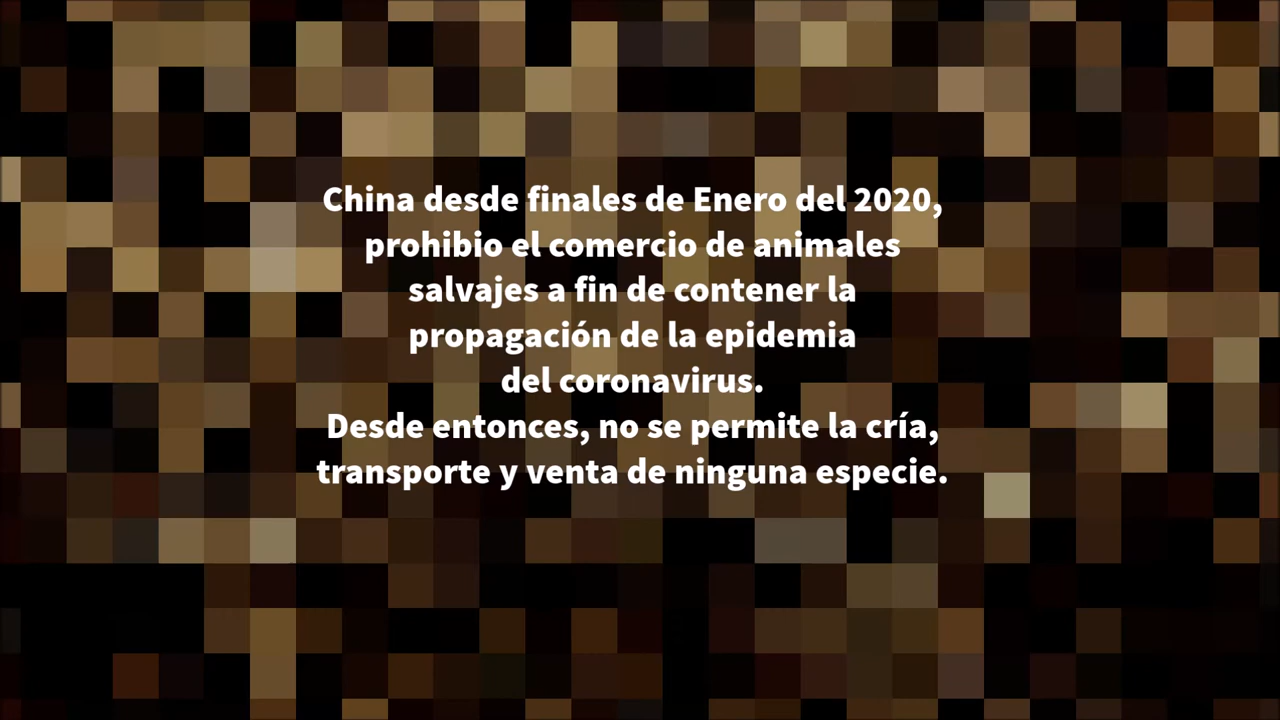 China desde finales de Enero del 2020,
prohibio el comercio de animales
salvajes a fin de contener la
propagación de la epidemia
del coronavirus.
Desde entonces, no se permite la cría,
transporte y venta de ninguna especie.